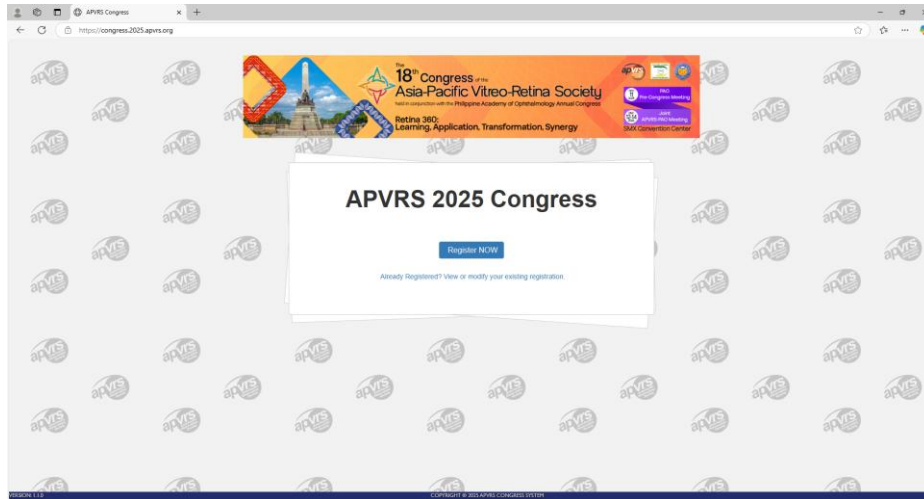 APVRS Congress
https://congress.2025.apvrs.org
The
18th Congress of the
Asia-Pacific Vitreo-Retina Society
held in conjunction with the Philippine Academy of Ophthalmology Annual Congress
Retina 360:
Learning, Application, Transformation, Synergy
apvrs
PAO
Pre-Congress Meeting
Joint
APVRS-PAO Meeting
SMX Convention Center
APVRS 2025 Congress
Register NOW
Already Registered? View or modify your existing registration.
apvrs
VERSION: 1.1.0
COPYRIGHT © 2025 APVRS CONGRESS SYSTEM